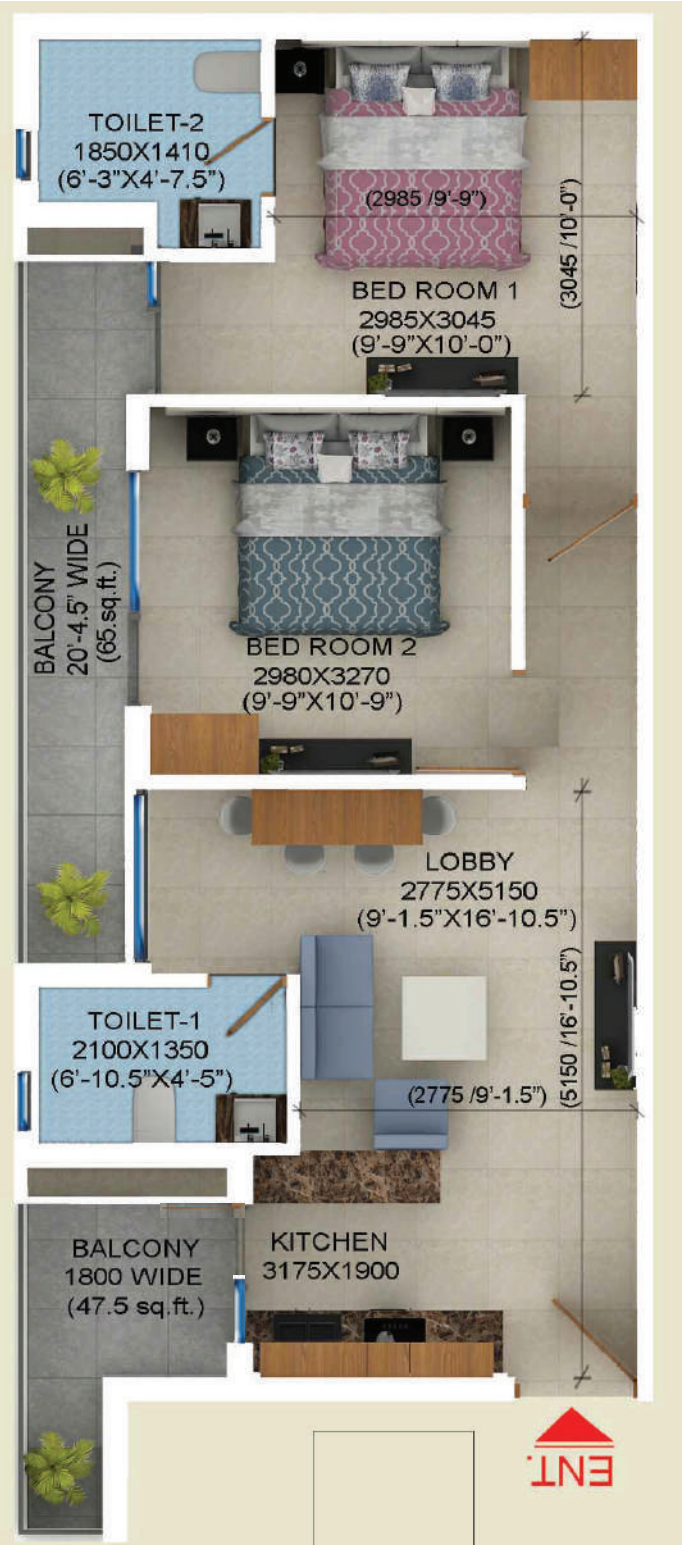 TOILET-2
1850X1410
(6'-3"X4'-7.5")
(2985 /9'-9")
(3045 /10'-0")
BED ROOM 1
2985X3045
(9'-9"X10'-0")
BALCONY
20'-4.5" WIDE
(65.sq.ft.)
BED ROOM 2
2980X3270
(9'-9"X10'-9")
LOBBY
2775X5150
(9'-1.5"X16'-10.5")
TOILET-1
2100X1350
(6'-10.5"X4'-5")
(2775 /9'-1.5")
(5150 /16'-10.5")
BALCONY
1800 WIDE
(47.5 sq.ft.)
KITCHEN
3175X1900
ENT.